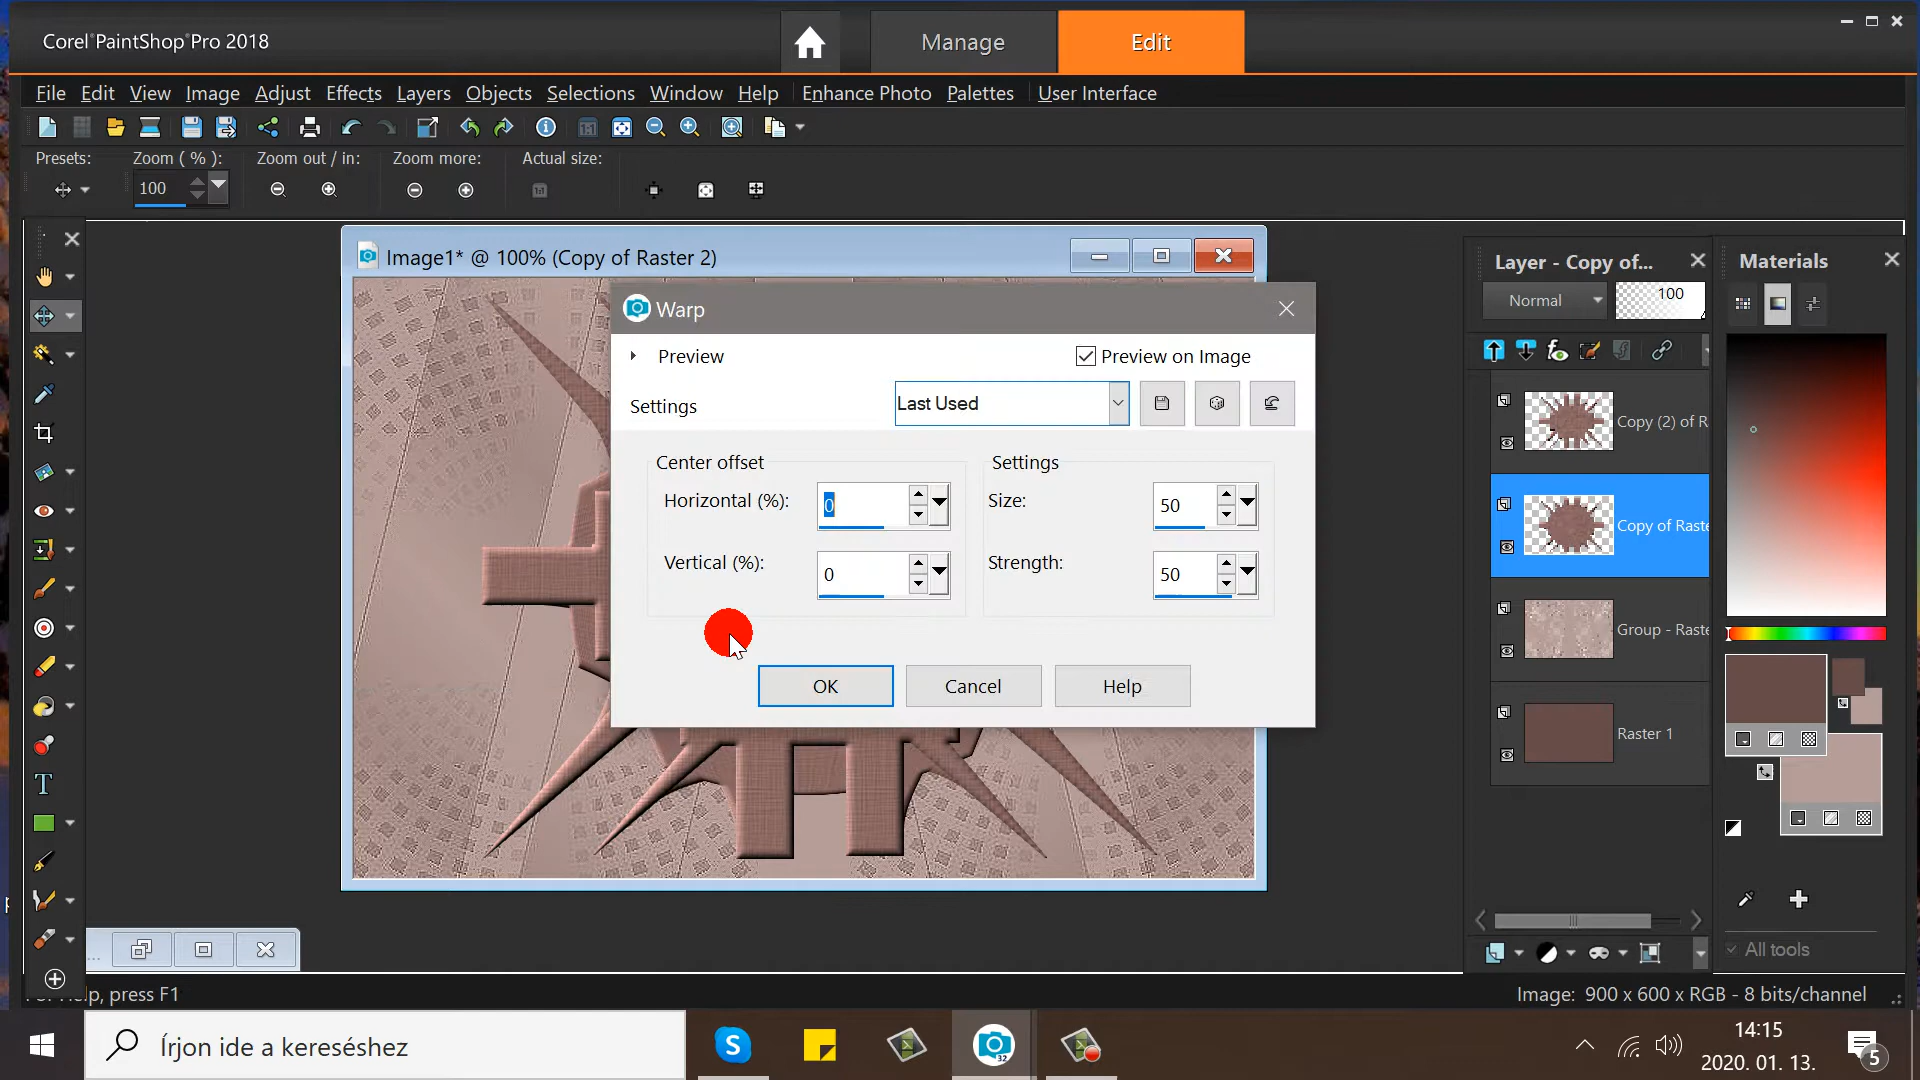 Corel PaintShop Pro 2018
Manage
Edit
File Edit View Image Adjust Effects Layers Objects Selections Window Help Enhance Photo Palettes User Interface
Presets:
Zoom ( % ):
Zoom out / in:
Zoom more:
Actual size:
100
Image1* @ 100% (Copy of Raster 2)
Warp
Preview
Preview on Image
Settings
Last Used
Center offset
Horizontal (%):
0
Vertical (%):
0
Settings
Size:
50
Strength:
50
OK
Cancel
Help
Layer - Copy of...
Normal
100
Copy (2) of R
Copy of Raste
Group - Raste
Raster 1
Materials
All tools
p, press F1
Image: 900 x 600 x RGB - 8 bits/channel
Írjon ide a kereséshez
S
32
14:15
2020. 01. 13.
5